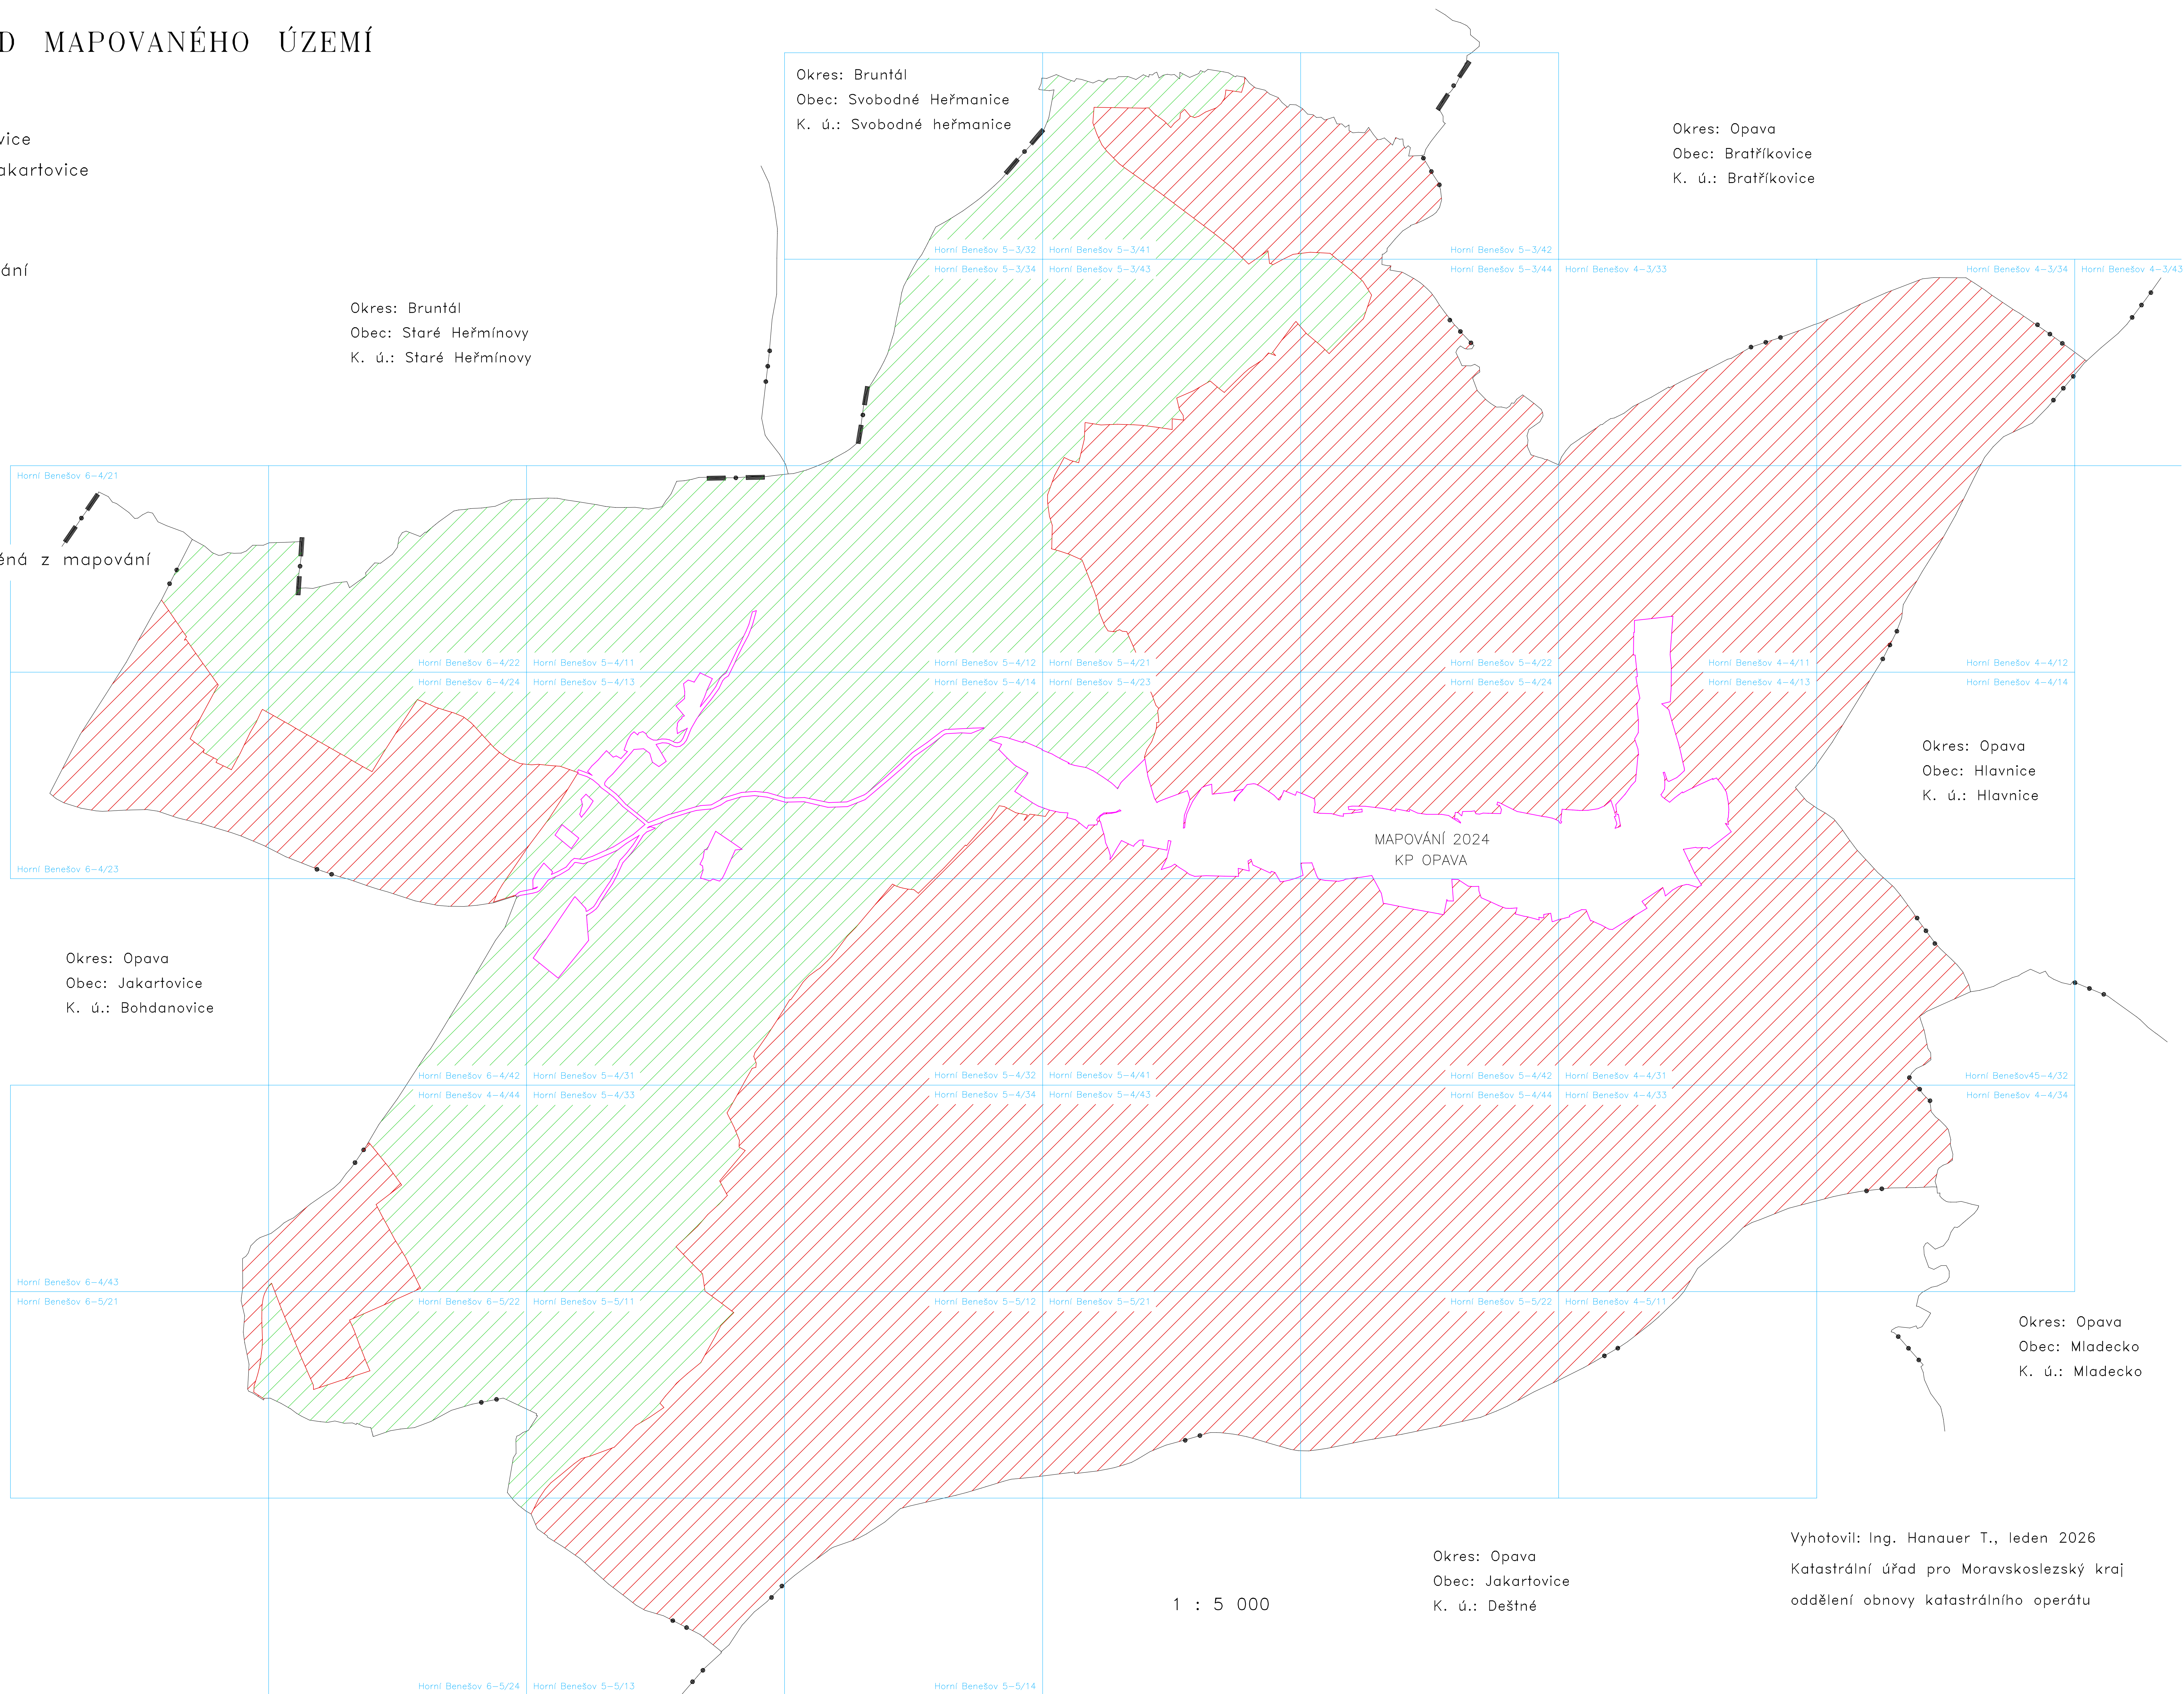 D MAPOVANÉHO ÚZEMÍ
vice
akartovice
ání
ěná z mapování
Okres: Bruntál
Obec: Svobodné Heřmanice
K. ú.: Svobodné heřmanice
Okres: Opava
Obec: Bratříkovice
K. ú.: Bratříkovice
Okres: Bruntál
Obec: Staré Heřmínovy
K. ú.: Staré Heřmínovy
Horní Benešov 5-3/32
Horní Benešov 5-3/41
Horní Benešov 5-3/42
Horní Benešov 5-3/34
Horní Benešov 5-3/43
Horní Benešov 5-3/44
Horní Benešov 4-3/33
Horní Benešov 4-3/34
Horní Benešov 4-3/43
Horní Benešov 6-4/21
Horní Benešov 6-4/22
Horní Benešov 5-4/11
Horní Benešov 5-4/12
Horní Benešov 5-4/21
Horní Benešov 5-4/22
Horní Benešov 4-4/11
Horní Benešov 4-4/12
Horní Benešov 6-4/24
Horní Benešov 5-4/13
Horní Benešov 5-4/14
Horní Benešov 5-4/23
Horní Benešov 5-4/24
Horní Benešov 4-4/13
Horní Benešov 4-4/14
Okres: Opava
Obec: Hlavnice
K. ú.: Hlavnice
MAPOVÁNÍ 2024
KP OPAVA
Horní Benešov 6-4/23
Okres: Opava
Obec: Jakartovice
K. ú.: Bohdanovice
Horní Benešov 6-4/42
Horní Benešov 5-4/31
Horní Benešov 5-4/32
Horní Benešov 5-4/41
Horní Benešov 5-4/42
Horní Benešov 4-4/31
Horní Benešov45-4/32
Horní Benešov 4-4/44
Horní Benešov 5-4/33
Horní Benešov 5-4/34
Horní Benešov 5-4/43
Horní Benešov 5-4/44
Horní Benešov 4-4/33
Horní Benešov 4-4/34
Horní Benešov 6-4/43
Horní Benešov 6-5/21
Horní Benešov 6-5/22
Horní Benešov 5-5/11
Horní Benešov 5-5/12
Horní Benešov 5-5/21
Horní Benešov 5-5/22
Horní Benešov 4-5/11
Okres: Opava
Obec: Mladecko
K. ú.: Mladecko
Okres: Opava
Obec: Jakartovice
K. ú.: Deštné
1 : 5 000
Vyhotovil: Ing. Hanauer T., leden 2026
Katastrální úřad pro Moravskoslezský kraj
oddělení obnovy katastrálního operátu
Horní Benešov 6-5/24
Horní Benešov 5-5/13
Horní Benešov 5-5/14